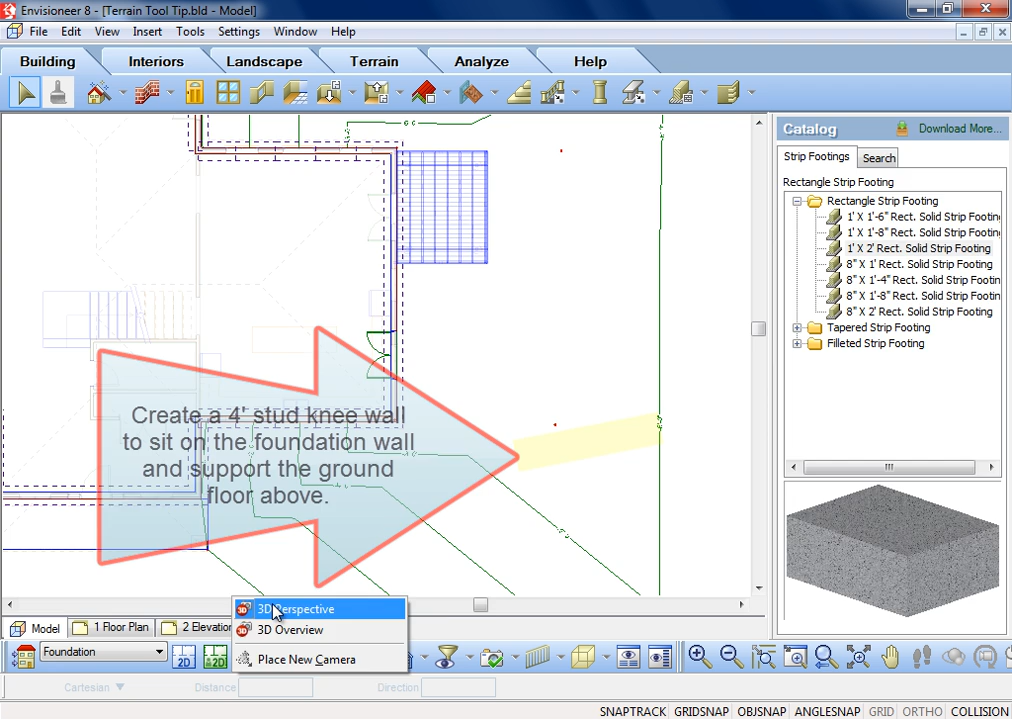 Envisioneer 8 - [Terrain Tool Tip.bld - Model]
File Edit View Insert Tools Settings Window Help
Building Interiors Landscape Terrain Analyze Help
Catalog Download More...
Strip Footings Search
Rectangle Strip Footing
Rectangle Strip Footing
1' X 1'-6" Rect. Solid Strip Footing
1' X 1'-8" Rect. Solid Strip Footing
1' X 2' Rect. Solid Strip Footing
8" X 1' Rect. Solid Strip Footing
8" X 1'-4" Rect. Solid Strip Footing
8" X 1'-8" Rect. Solid Strip Footing
8" X 2' Rect. Solid Strip Footing
Tapered Strip Footing
Filleted Strip Footing
Create a 4' stud knee wall
to sit on the foundation wall
and support the ground
floor above.
3D Perspective
3D Overview
Place New Camera
Model 1 Floor Plan 2 Elevation
Foundation 2D 2D
Cartesian Distance Direction
SNAPTRACK GRIDSNAP OBJSNAP ANGLESNAP GRID ORTHO COLLISION